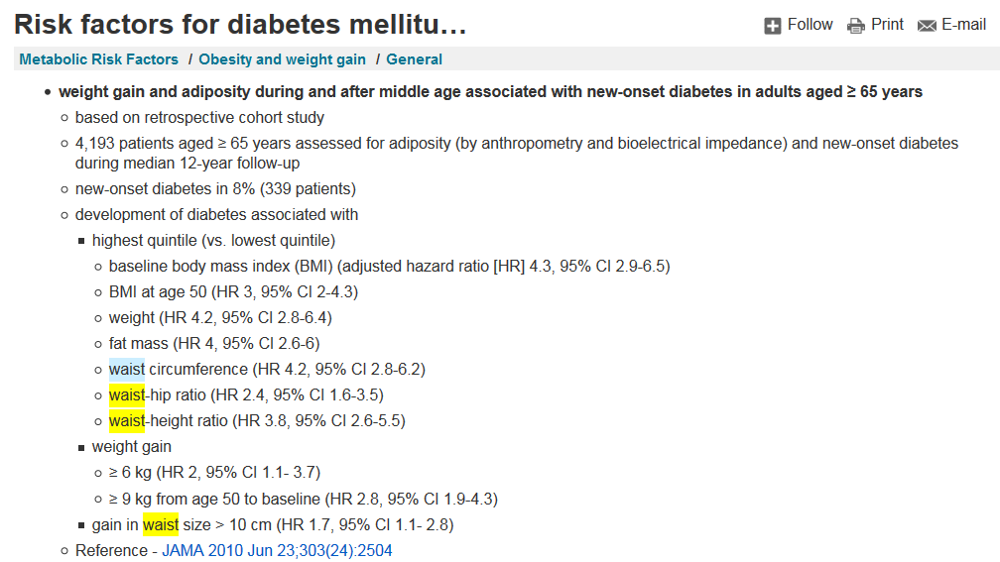 Risk factors for diabetes mellitu…
Follow Print E-mail
Metabolic Risk Factors / Obesity and weight gain / General
• weight gain and adiposity during and after middle age associated with new-onset diabetes in adults aged ≥ 65 years
○ based on retrospective cohort study
○ 4,193 patients aged ≥ 65 years assessed for adiposity (by anthropometry and bioelectrical impedance) and new-onset diabetes
during median 12-year follow-up
○ new-onset diabetes in 8% (339 patients)
○ development of diabetes associated with
■ highest quintile (vs. lowest quintile)
○ baseline body mass index (BMI) (adjusted hazard ratio [HR] 4.3, 95% CI 2.9-6.5)
○ BMI at age 50 (HR 3, 95% CI 2-4.3)
○ weight (HR 4.2, 95% CI 2.8-6.4)
○ fat mass (HR 4, 95% CI 2.6-6)
○ waist circumference (HR 4.2, 95% CI 2.8-6.2)
○ waist-hip ratio (HR 2.4, 95% CI 1.6-3.5)
○ waist-height ratio (HR 3.8, 95% CI 2.6-5.5)
■ weight gain
○ ≥ 6 kg (HR 2, 95% CI 1.1- 3.7)
○ ≥ 9 kg from age 50 to baseline (HR 2.8, 95% CI 1.9-4.3)
■ gain in waist size > 10 cm (HR 1.7, 95% CI 1.1- 2.8)
○ Reference - JAMA 2010 Jun 23;303(24):2504